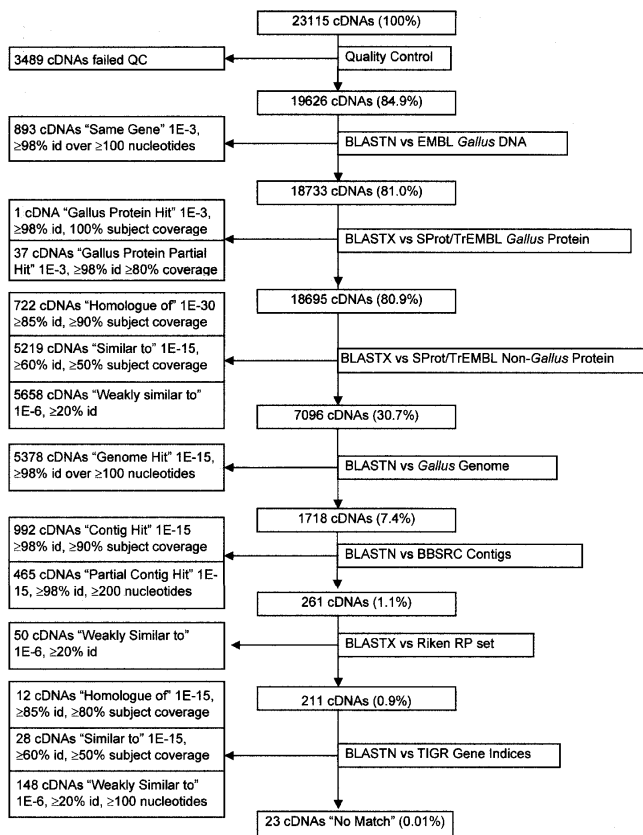 23115 cDNAs (100%)
3489 cDNAs failed QC
Quality Control
19626 cDNAs (84.9%)
893 cDNAs "Same Gene" 1E-3,
≥98% id over ≥100 nucleotides
BLASTN vs EMBL Gallus DNA
18733 cDNAs (81.0%)
1 cDNA "Gallus Protein Hit" 1E-3,
≥98% id, 100% subject coverage
37 cDNAs "Gallus Protein Partial
Hit" 1E-3, ≥98% id ≥80% coverage
BLASTX vs SProt/TrEMBL Gallus Protein
18695 cDNAs (80.9%)
722 cDNAs "Homologue of" 1E-30
≥85% id, ≥90% subject coverage
5219 cDNAs "Similar to" 1E-15,
≥60% id, ≥50% subject coverage
5658 cDNAs "Weakly similar to"
1E-6, ≥20% id
BLASTX vs SProt/TrEMBL Non-Gallus Protein
7096 cDNAs (30.7%)
5378 cDNAs "Genome Hit" 1E-15,
≥98% id over ≥100 nucleotides
BLASTN vs Gallus Genome
1718 cDNAs (7.4%)
992 cDNAs "Contig Hit" 1E-15
≥98% id, ≥90% subject coverage
465 cDNAs "Partial Contig Hit" 1E-
15, ≥98% id, ≥200 nucleotides
BLASTN vs BBSRC Contigs
261 cDNAs (1.1%)
50 cDNAs "Weakly Similar to"
1E-6, ≥20% id
BLASTX vs Riken RP set
211 cDNAs (0.9%)
12 cDNAs "Homologue of" 1E-15,
≥85% id, ≥80% subject coverage
28 cDNAs "Similar to" 1E-15,
≥60% id, ≥50% subject coverage
148 cDNAs "Weakly Similar to"
1E-6, ≥20% id, ≥100 nucleotides
BLASTN vs TIGR Gene Indices
23 cDNAs "No Match" (0.01%)